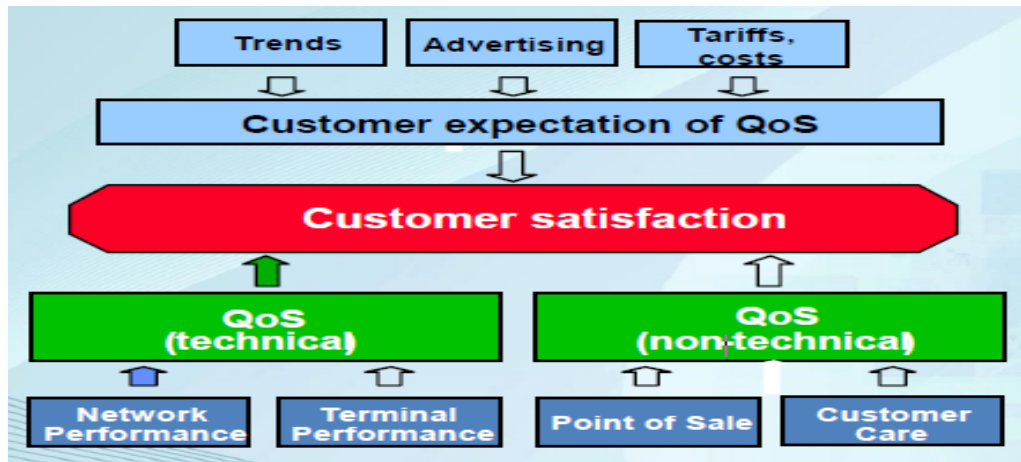 Trends
Advertising
Tariffs,
costs
Customer expectation of QoS
Customer satisfaction
QoS
(technical)
QoS
(non-technical)
Network
Performance
Terminal
Performance
Point of Sale
Customer
Care